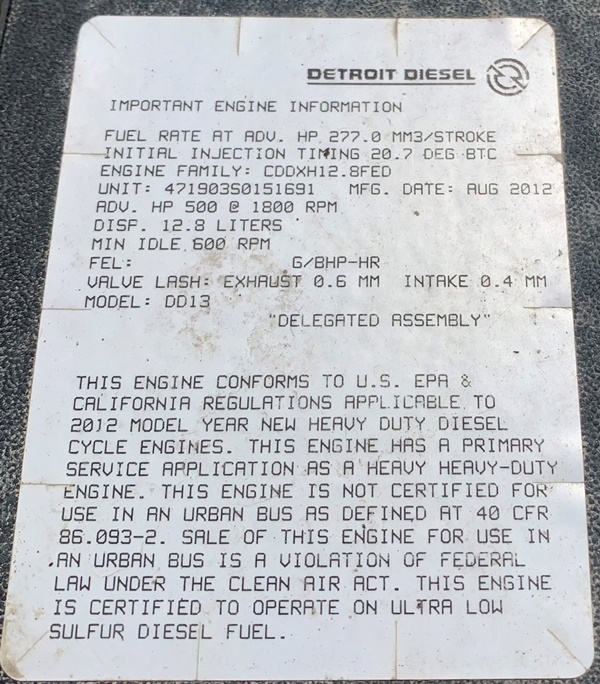 DETROIT DIESEL
IMPORTANT ENGINE INFORMATION
FUEL RATE AT ADV. HP 277.0 MM3/STROKE
INITIAL INJECTION TIMING 20.7 DEG BTC
ENGINE FAMILY: CDDXH12.8FED
UNIT: 471903S0151691 MFG. DATE: AUG 2012
ADV. HP 500 @ 1800 RPM
DISP. 12.8 LITERS
MIN IDLE 600 RPM
FEL: G/BHP-HR
VALVE LASH: EXHAUST 0.6 MM INTAKE 0.4 MM
MODEL: DD13
"DELEGATED ASSEMBLY"
THIS ENGINE CONFORMS TO U.S. EPA &
CALIFORNIA REGULATIONS APPLICABLE TO
2012 MODEL YEAR NEW HEAVY DUTY DIESEL
CYCLE ENGINES. THIS ENGINE HAS A PRIMARY
SERVICE APPLICATION AS A HEAVY HEAVY-DUTY
ENGINE. THIS ENGINE IS NOT CERTIFIED FOR
USE IN AN URBAN BUS AS DEFINED AT 40 CFR
86.093-2. SALE OF THIS ENGINE FOR USE IN
AN URBAN BUS IS A VIOLATION OF FEDERAL
LAW UNDER THE CLEAN AIR ACT. THIS ENGINE
IS CERTIFIED TO OPERATE ON ULTRA LOW
SULFUR DIESEL FUEL.